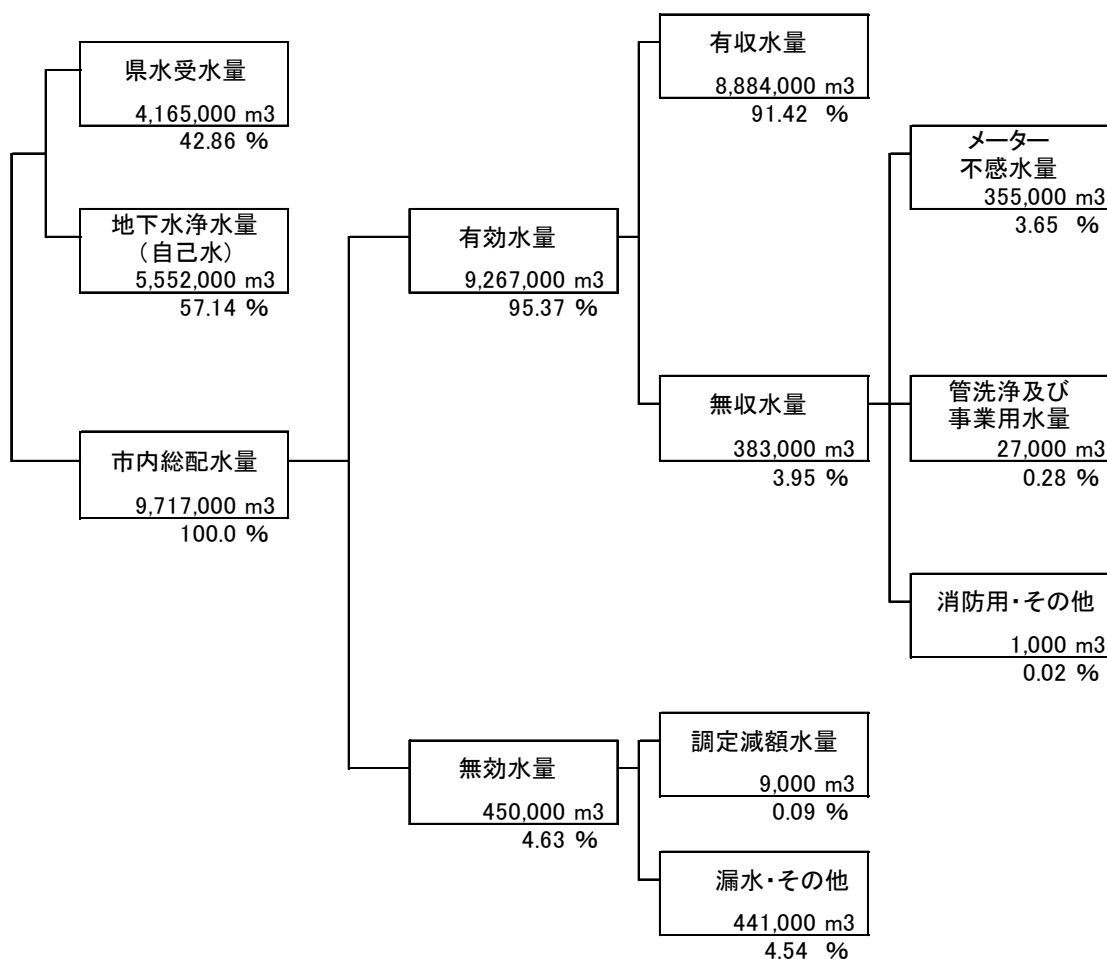 県水受水量
4,165,000 m3
42.86 %
地下水浄水量
（自己水）
5,552,000 m3
57.14 %
市内総配水量
9,717,000 m3
100.0 %
有効水量
9,267,000 m3
95.37 %
無効水量
450,000 m3
4.63 %
有収水量
8,884,000 m3
91.42 %
無収水量
383,000 m3
3.95 %
調定減額水量
9,000 m3
0.09 %
漏水・その他
441,000 m3
4.54 %
メーター
不感水量
355,000 m3
3.65 %
管洗浄及び
事業用水量
27,000 m3
0.28 %
消防用・その他
1,000 m3
0.02 %